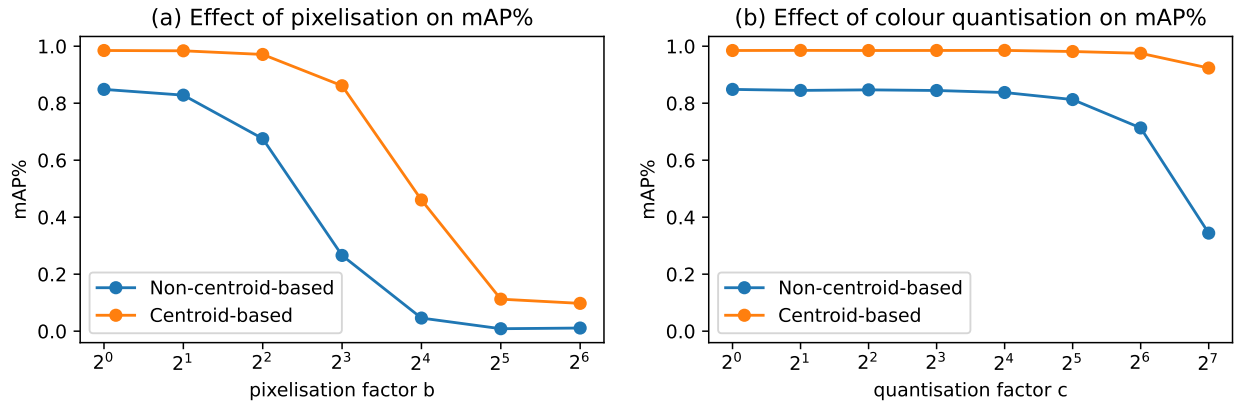 (a) Effect of pixelisation on mAP%
mAP%
1.0
0.8
0.6
0.4
0.2
0.0
Non-centroid-based
Centroid-based
2⁰ 2¹ 2² 2³ 2⁴ 2⁵ 2⁶
pixelisation factor b
(b) Effect of colour quantisation on mAP%
mAP%
1.0
0.8
0.6
0.4
0.2
0.0
Non-centroid-based
Centroid-based
2⁰ 2¹ 2² 2³ 2⁴ 2⁵ 2⁶ 2⁷
quantisation factor c